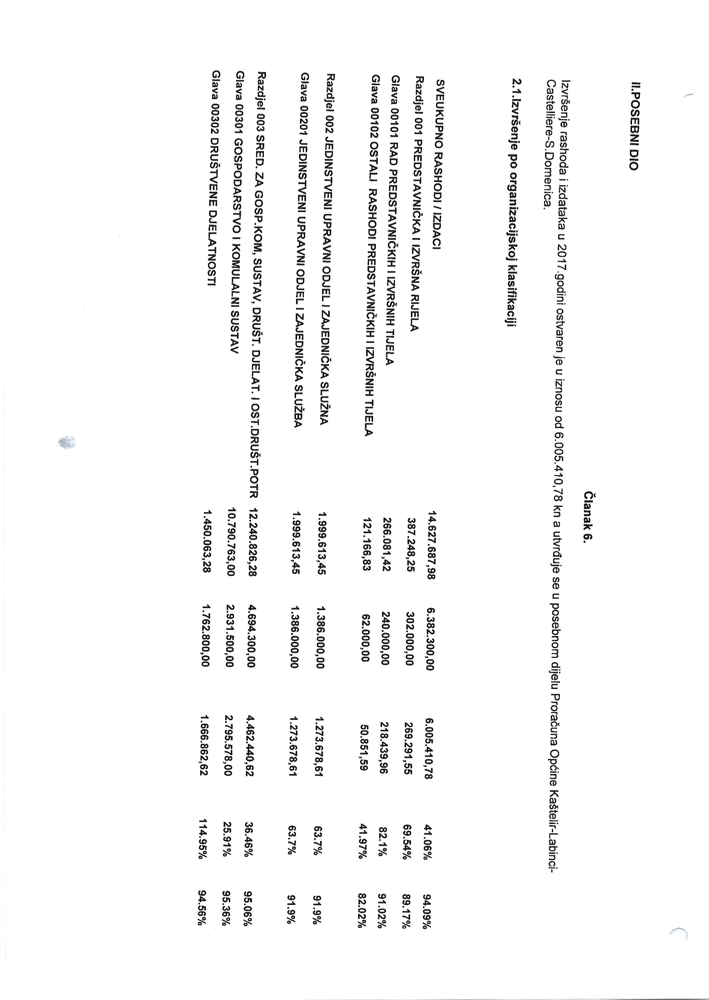 II.POSEBNI DIO
Članak 6.
Izvršenje rashoda i izdataka u 2017.godini ostvaren je u iznosu od 6.005.410,78 kn a utvrđuje se u posebnom dijelu Proračuna Općine Kaštelir-Labinci-
Castelliere-S.Domenica.
2.1.Izvršenje po organizacijskoj klasifikaciji
SVEUKUPNO RASHODI / IZDACI 14.627.687,98 6.382.300,00 6.005.410,78 41.06% 94.09%
Razdjel 001 PREDSTAVNIČKA I IZVRŠNA RIJELA 387.248,25 302.000,00 269.291,55 69.54% 89.17%
Glava 00101 RAD PREDSTAVNIČKIH I IZVRŠNIH TIJELA 266.081,42 240.000,00 218.439,96 82.1% 91.02%
Glava 00102 OSTALI RASHODI PREDSTAVNIČKIH I IZVRŠNIH TIJELA 121.166,83 62.000,00 50.851,59 41.97% 82.02%
Razdjel 002 JEDINSTVENI UPRAVNI ODJEL I ZAJEDNIČKA SLUŽNA 1.999.613,45 1.386.000,00 1.273.678,61 63.7% 91.9%
Glava 00201 JEDINSTVENI UPRAVNI ODJEL I ZAJEDNIČKA SLUŽBA 1.999.613,45 1.386.000,00 1.273.678,61 63.7% 91.9%
Razdjel 003 SRED. ZA GOSP.KOM, SUSTAV, DRUŠT. DJELAT. I OST.DRUŠT.POTR 12.240.826,28 4.694.300,00 4.462.440,62 36.46% 95.06%
Glava 00301 GOSPODARSTVO I KOMULALNI SUSTAV 10.790.763,00 2.931.500,00 2.795.578,00 25.91% 95.36%
Glava 00302 DRUŠTVENE DJELATNOSTI 1.450.063,28 1.762.800,00 1.666.862,62 114.95% 94.56%